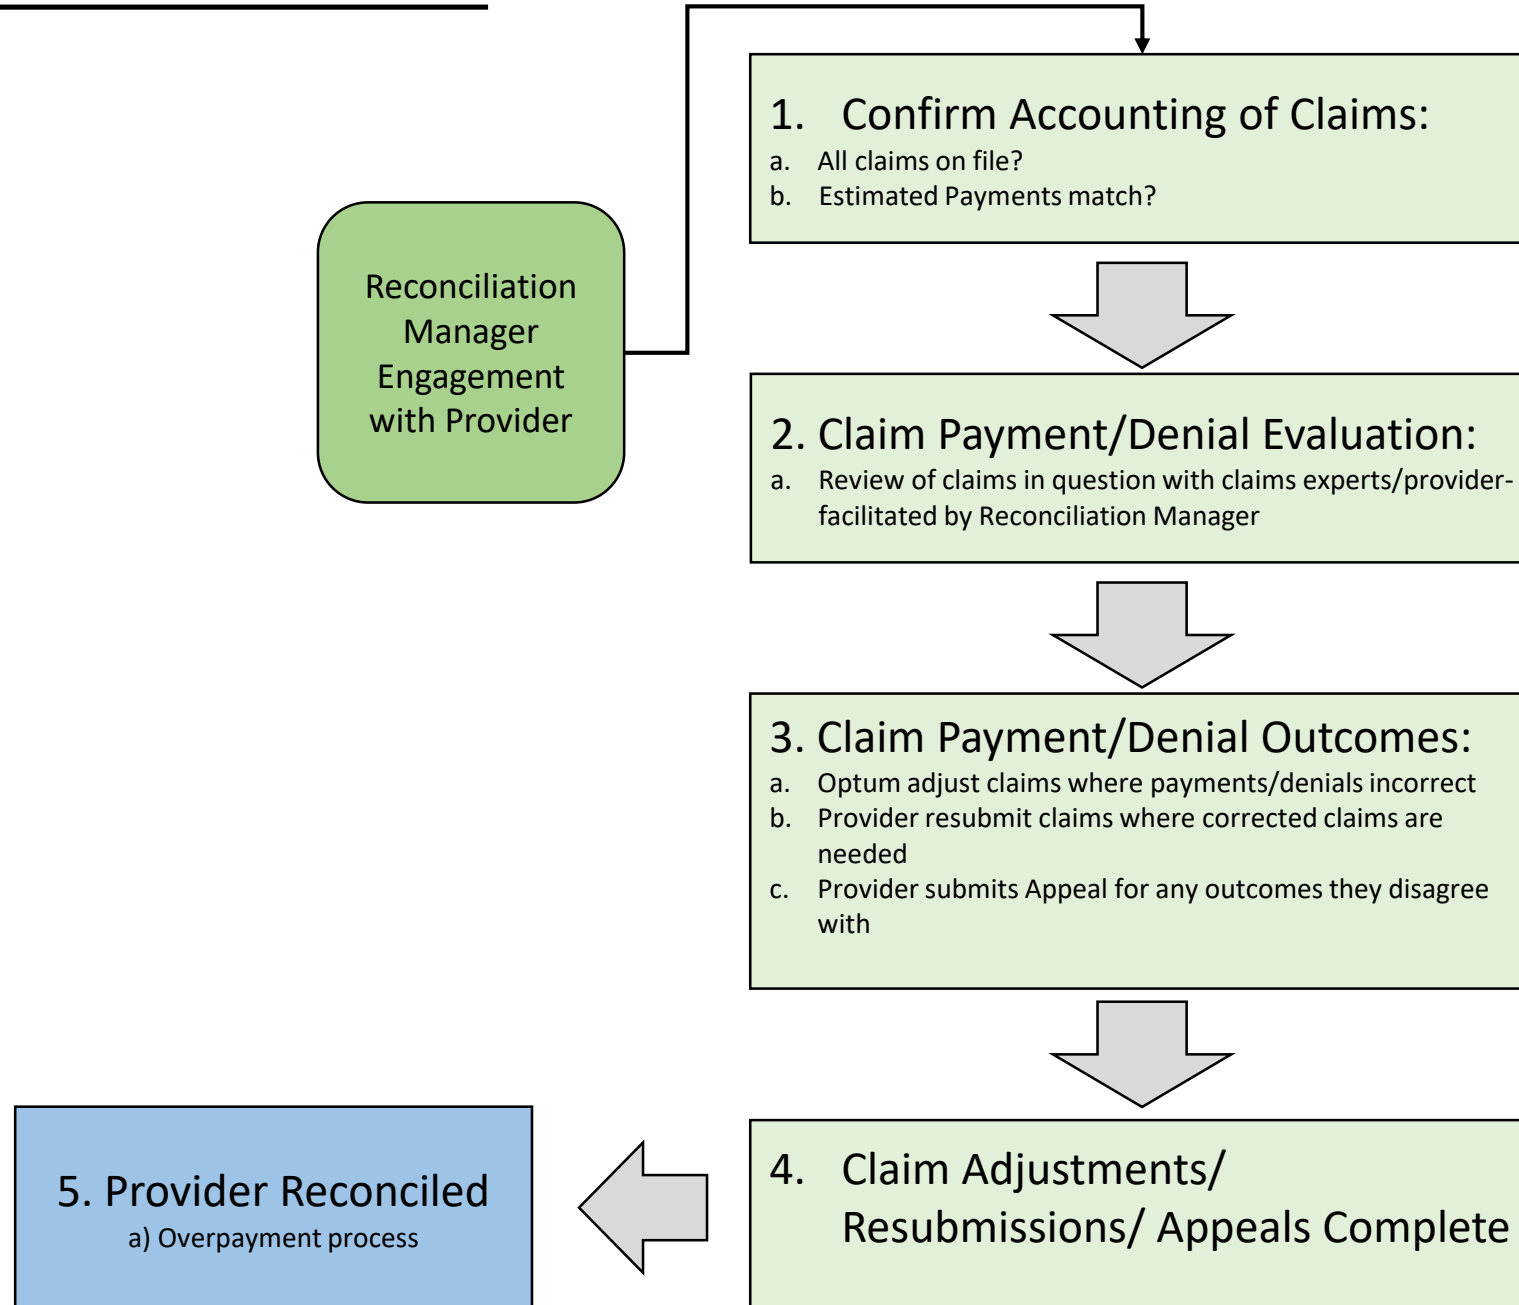 Reconciliation
Manager
Engagement
with Provider
1. Confirm Accounting of Claims:
a. All claims on file?
b. Estimated Payments match?
2. Claim Payment/Denial Evaluation:
a. Review of claims in question with claims experts/provider-
facilitated by Reconciliation Manager
3. Claim Payment/Denial Outcomes:
a. Optum adjust claims where payments/denials incorrect
b. Provider resubmit claims where corrected claims are
needed
c. Provider submits Appeal for any outcomes they disagree
with
4. Claim Adjustments/
Resubmissions/ Appeals Complete
5. Provider Reconciled
a) Overpayment process